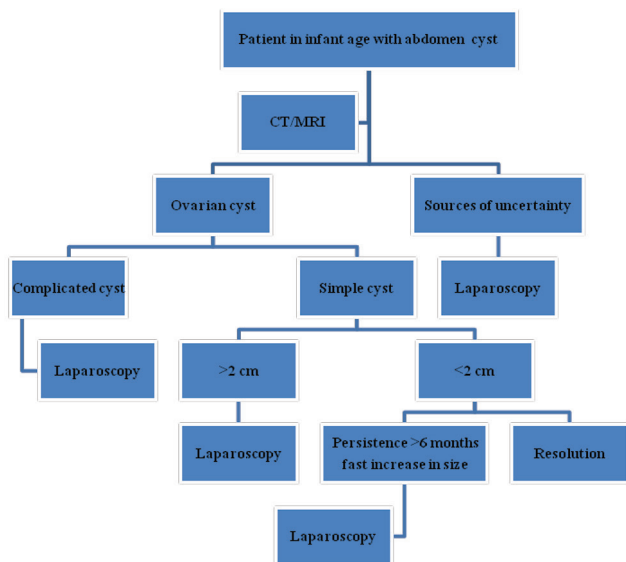 Patient in infant age with abdomen cyst
CT/MRI
Ovarian cyst
Sources of uncertainty
Complicated cyst
Simple cyst
Laparoscopy
Laparoscopy
>2 cm
<2 cm
Laparoscopy
Persistence >6 months
fast increase in size
Resolution
Laparoscopy